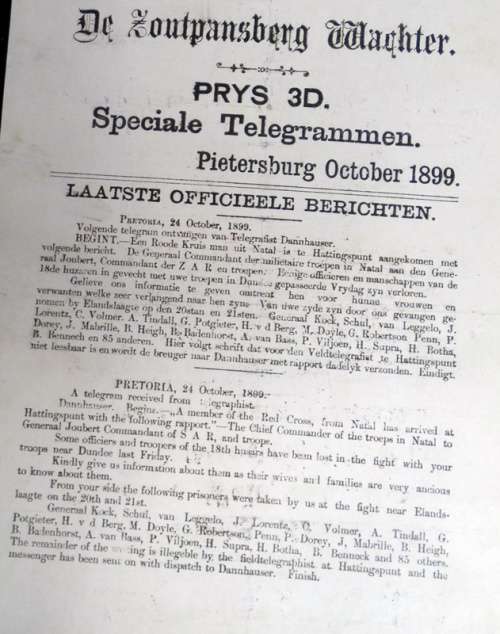 De Zoutpansberg Wachter.
PRYS 3D.
Speciale Telegrammen.
Pietersburg October 1899.
LAATSTE OFFICIEELE BERICHTEN.
PRETORIA, 24 October, 1899.
Volgende telegram ontvangen van Telegrafist Dannhauser.
BEGINT.—Een Roode Kruis man uit Natal is te Hattingspunt aangekomen met
volgende bericht. De Generaal Commandant der militaire troepen in Natal aan den Gene-
raal Joubert, Commandant der Z A R en troepen. Eenige officieren en manschappen van de
18de huzaren in gevecht met uwe troepen in Dundee gepasseerde Vrydag zyn verloren.
Gelieve ons informatie te geven omtrent hen voor hunne vrouwen en
verwanten welke zeer verlangend naar hen zyn. Van uwe zyde zyn door ons gevangen ge-
nomen by Elandslaagte op den 20stan en 21sten. Generaal Kock, Schul, van Leggelo, J.
Lorentz, C. Volmer, A. Tindall, G. Potgieter, H. v d Berg, M. Doyle, G. Robertson Penn, P.
Dorey, J. Mabrille, B. Heigh, R. Badenhorst, A. van Bass, P. Viljoen, H. Supra, H. Botha,
B. Bennech en 85 anderen. Hier volgt schrift dat voor den Veldtelegrafist te Hattingspunt
niet leesbaar is en wordt de breuger naar Dannhauser met rapport dadelyk verzonden. Eindigt.
PRETORIA, 24 October, 1899.
A telegram received from Telegraphist
Dannhauser. Begins.—„A member of the Red Cross, from Natal has arrived at
Hattingspunt with the following rapport."—The Chief Commander of the troeps in Natal to
Generaal Joubert Commandant of S A R, and troops.
Some officers and troopers of the 18th husars have been lost in the fight with your
troops near Dundee last Friday.
Kindly give us information about them as their wives and families are very ancious
to know about them.
From your side the following prisoners were taken by us at the fight near Elands-
laagte on the 20th and 21st.
Generaal Kock, Schul, van Leggelo, J. Lorentz, C. Volmer, A. Tindall, G.
Potgieter, H. v d Berg, M. Doyle, G. Robertson, Penn, P. Dorey, J. Mabrille, B. Heigh,
R. Badenhorst, A. van Bass, P. Viljoen, H. Supra, H. Botha, B. Benneck and 85 others.
The remainder of the is illegeble by the fieldtelegraphist at Hattingspunt and the
messenger has been sent on with dispatch to Dannhauser. Finish.